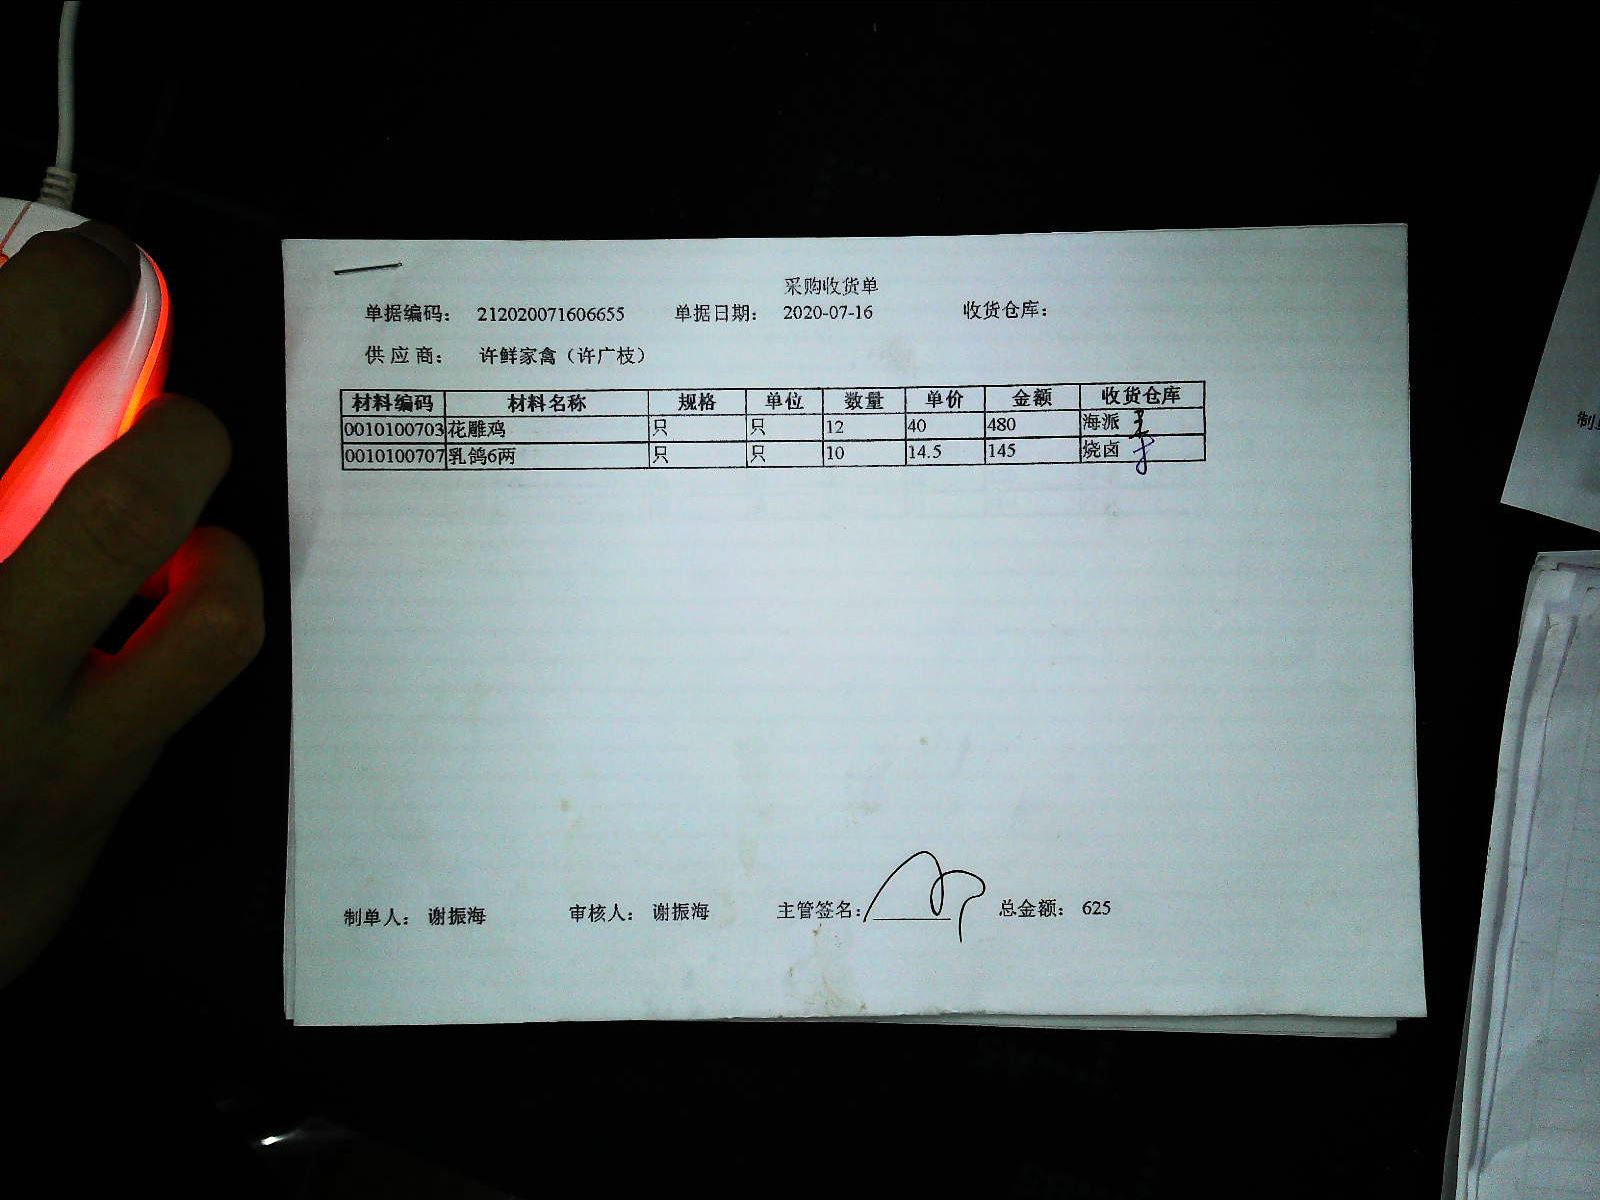 采购收货单
单据编码： 212020071606655 单据日期： 2020-07-16 收货仓库：
供 应 商： 许鲜家禽（许广枝）
材料编码 材料名称 规格 单位 数量 单价 金额 收货仓库
0010100703 花雕鸡 只 只 12 40 480 海派
0010100707 乳鸽6两 只 只 10 14.5 145 烧卤
制单人： 谢振海 审核人： 谢振海 主管签名： 总金额： 625
制